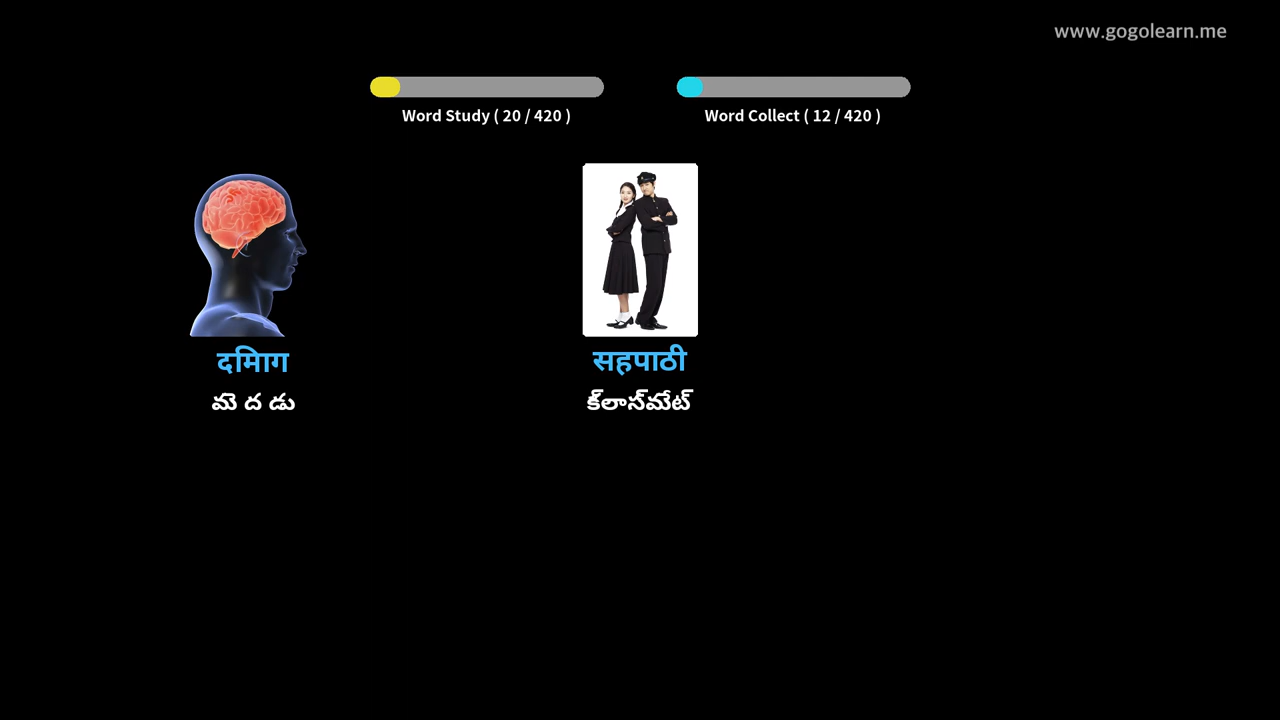 www.gogolearn.me
Word Study ( 20 / 420 )
Word Collect ( 12 / 420 )
दिमाग
सहपाठी
మె ద డు
క్‌లాస్‌మేట్